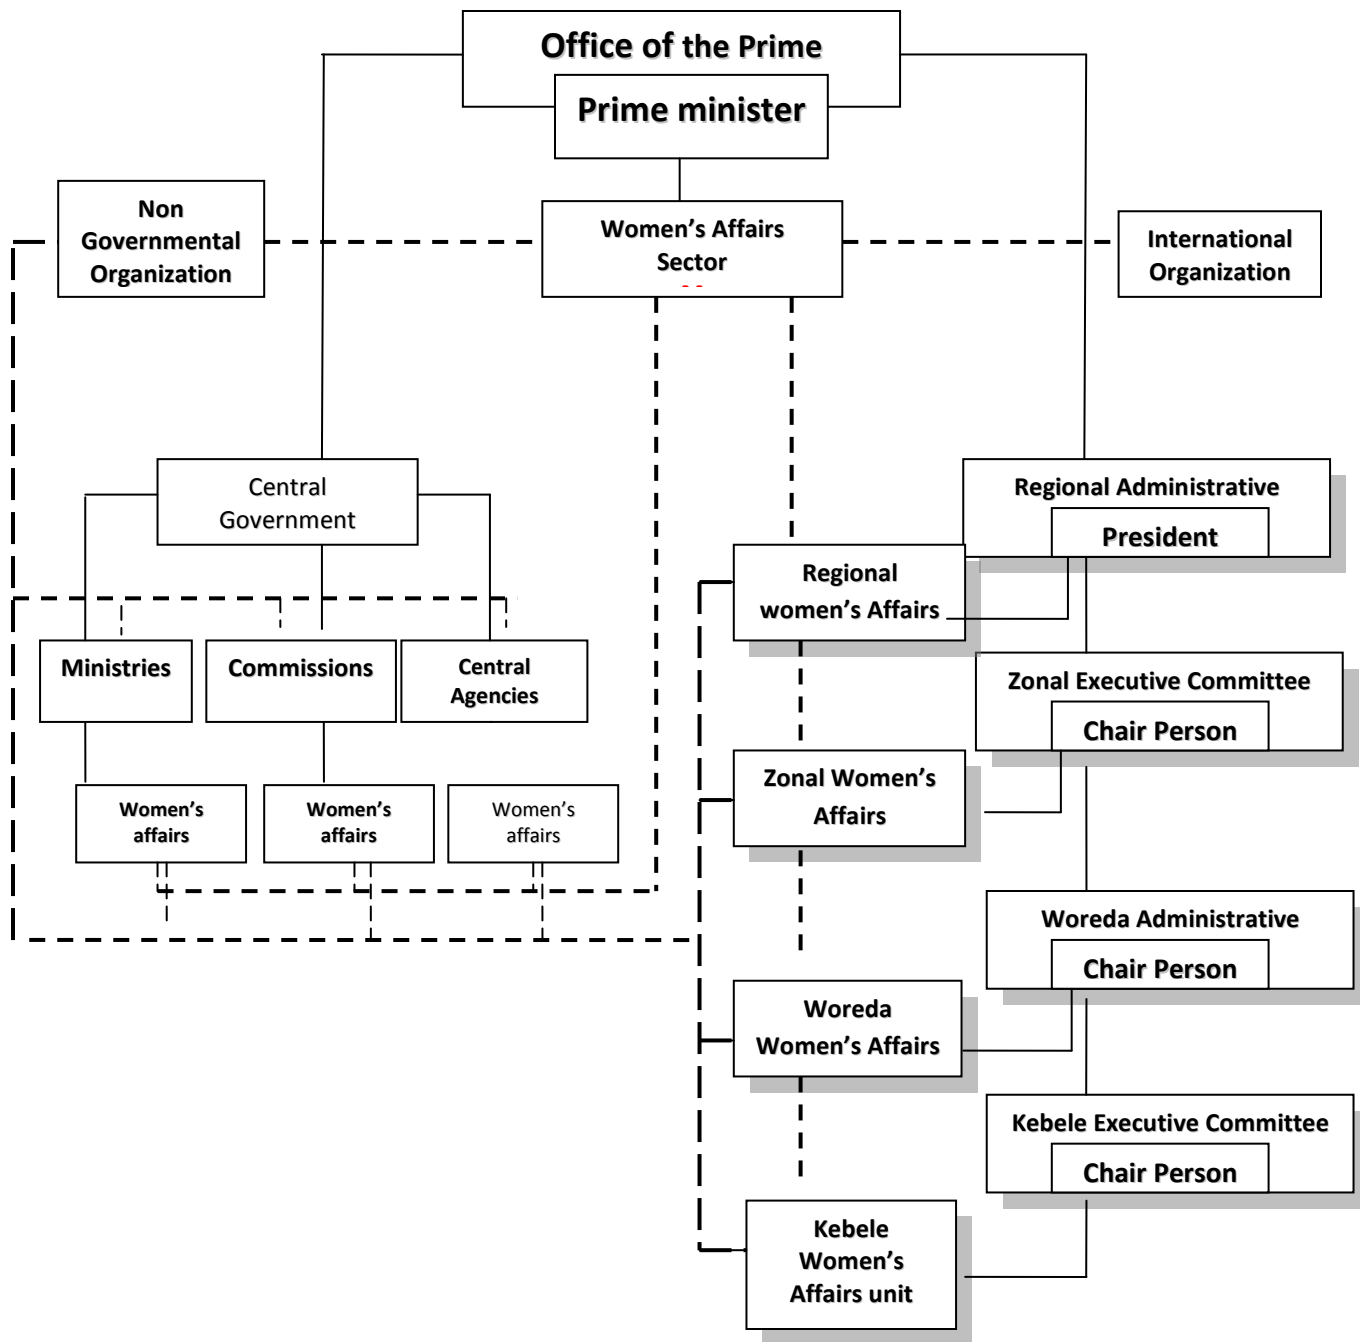 Office of the Prime
Prime minister
Non
Governmental
Organization
Women's Affairs
Sector
International
Organization
Central
Government
Regional Administrative
President
Regional
women's Affairs
Ministries
Commissions
Central
Agencies
Zonal Executive Committee
Chair Person
Zonal Women's
Affairs
Women's
affairs
Women's
affairs
Women's
affairs
Woreda Administrative
Chair Person
Woreda
Women's Affairs
Kebele Executive Committee
Chair Person
Kebele
Women's
Affairs unit